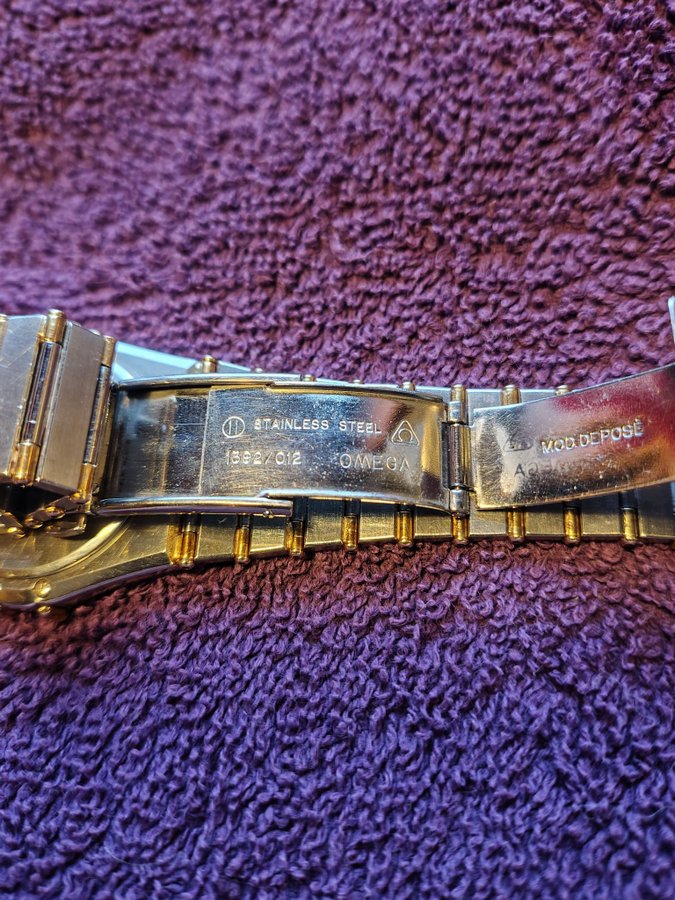 STAINLESS STEEL
1592/012 OMEGA
MOD.DEPOSÉ